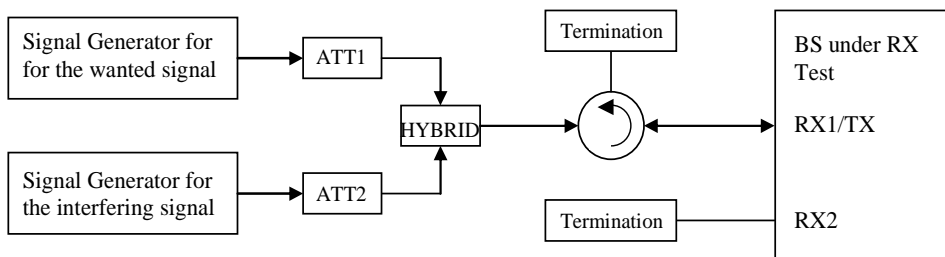 Signal Generator for
for the wanted signal
ATT1
HYBRID
Signal Generator for
the interfering signal
ATT2
Termination
BS under RX
Test
RX1/TX
Termination
RX2